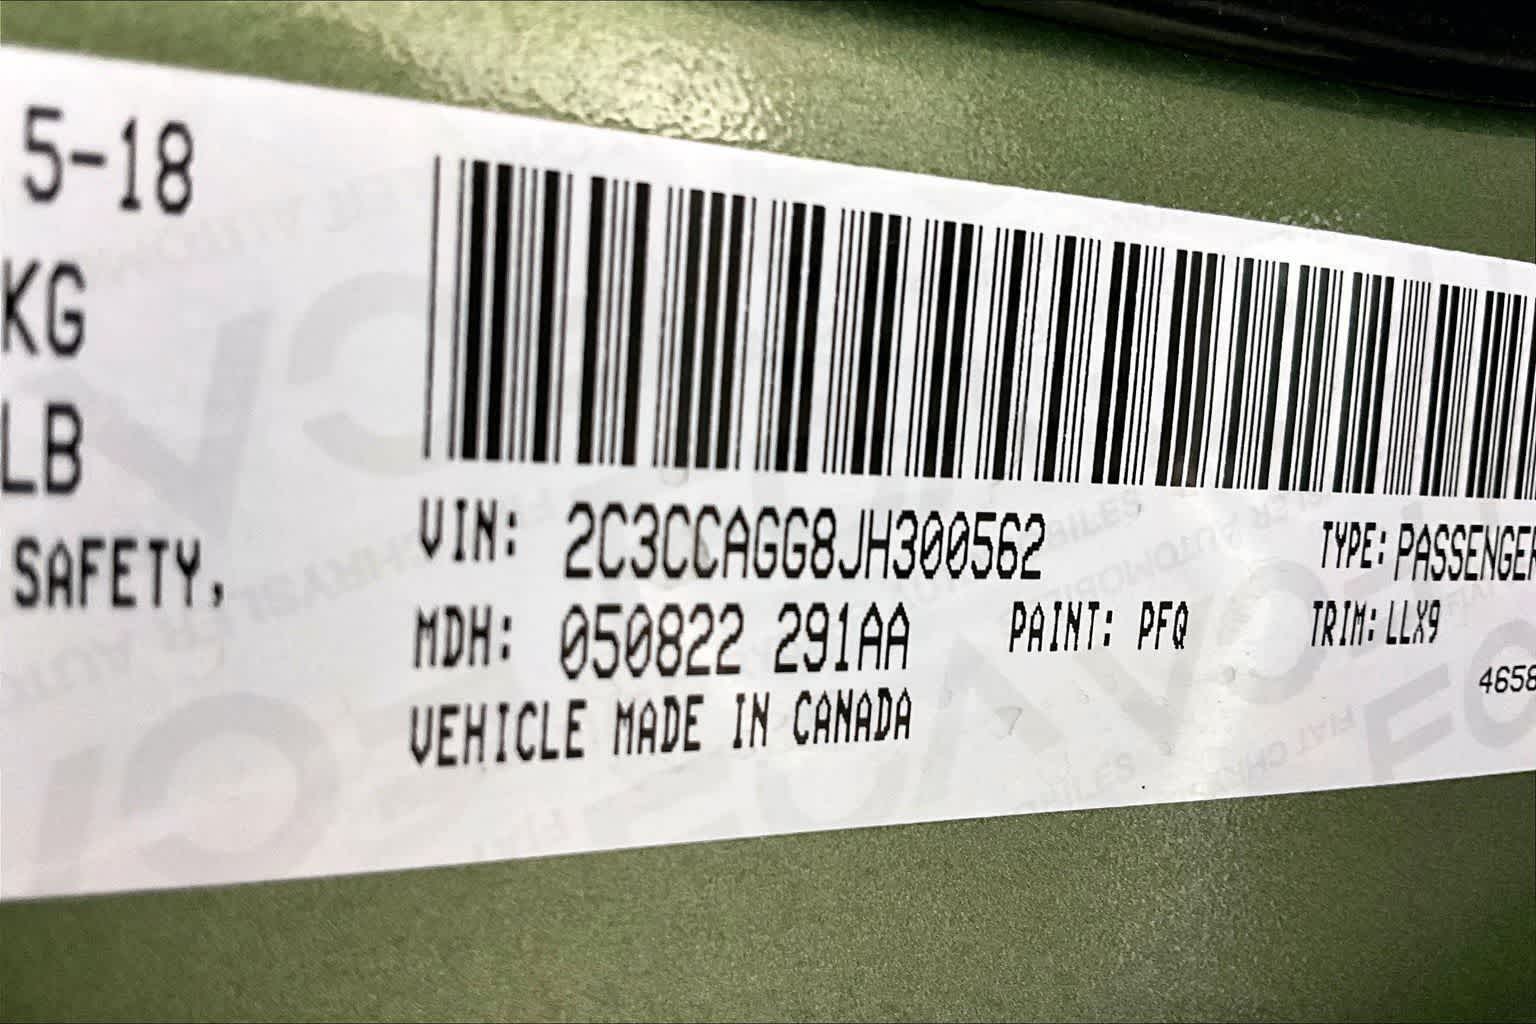 5-18
KG
LB
SAFETY,
VIN: 2C3CCAGG8JH300562
TYPE: PASSENGER
MDH: 050822 291AA
PAINT: PFQ
TRIM: LLX9
4658
VEHICLE MADE IN CANADA